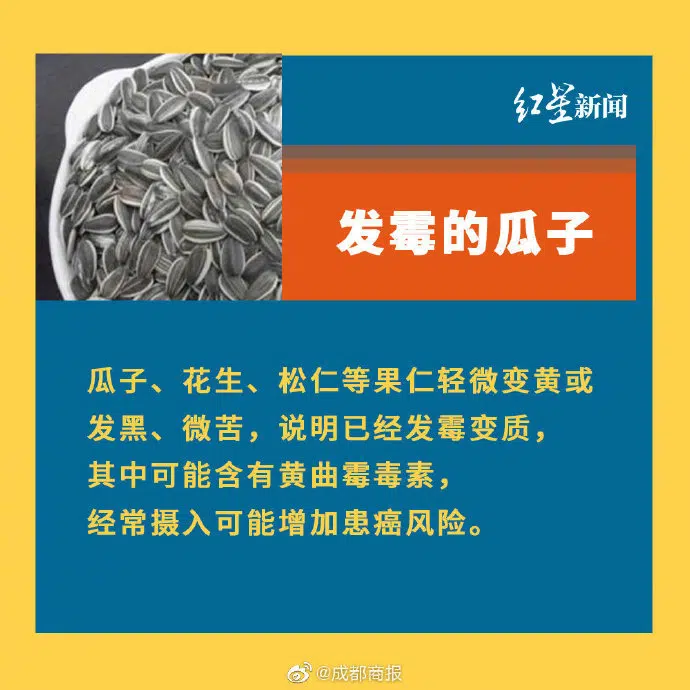 红星新闻
发霉的瓜子
瓜子、花生、松仁等果仁轻微变黄或
发黑、微苦，说明已经发霉变质，
其中可能含有黄曲霉毒素，
经常摄入可能增加患癌风险。
@成都商报